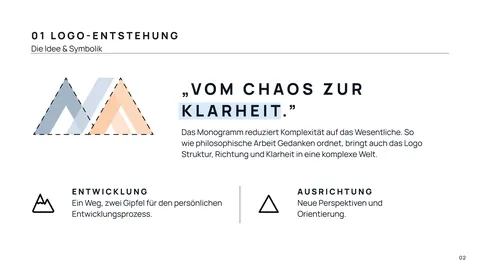 01 LOGO-ENTSTEHUNG
Die Idee & Symbolik
„VOM CHAOS ZUR
KLARHEIT.”
Das Monogramm reduziert Komplexität auf das Wesentliche. So
wie philosophische Arbeit Gedanken ordnet, bringt auch das Logo
Struktur, Richtung und Klarheit in eine komplexe Welt.
ENTWICKLUNG
Ein Weg, zwei Gipfel für den persönlichen
Entwicklungsprozess.
AUSRICHTUNG
Neue Perspektiven und
Orientierung.
02